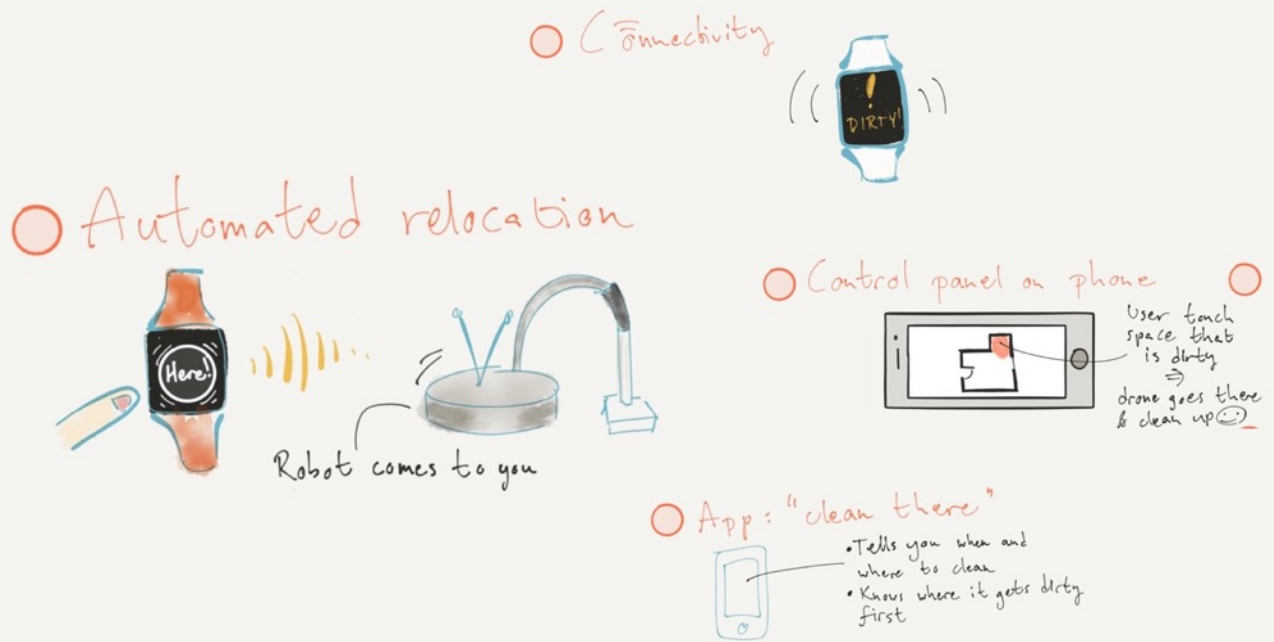 Connectivity
!
DIRTY!
Automated relocation
Here!
Robot comes to you
Control panel on phone
User touch
space that
is dirty
⇒
drone goes there
& clean up ☺
App: "clean there"
• Tells you when and
where to clean
• Knows where it gets dirty
first